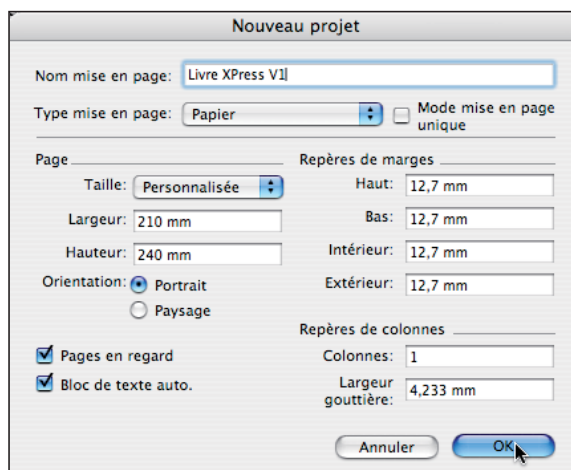 Nouveau projet
Nom mise en page: Livre XPress V1
Type mise en page: Papier
Mode mise en page
unique
Page
Taille: Personnalisée
Largeur: 210 mm
Hauteur: 240 mm
Orientation: Portrait
Paysage
Pages en regard
Bloc de texte auto.
Repères de marges
Haut: 12,7 mm
Bas: 12,7 mm
Intérieur: 12,7 mm
Extérieur: 12,7 mm
Repères de colonnes
Colonnes: 1
Largeur
gouttière: 4,233 mm
Annuler
OK